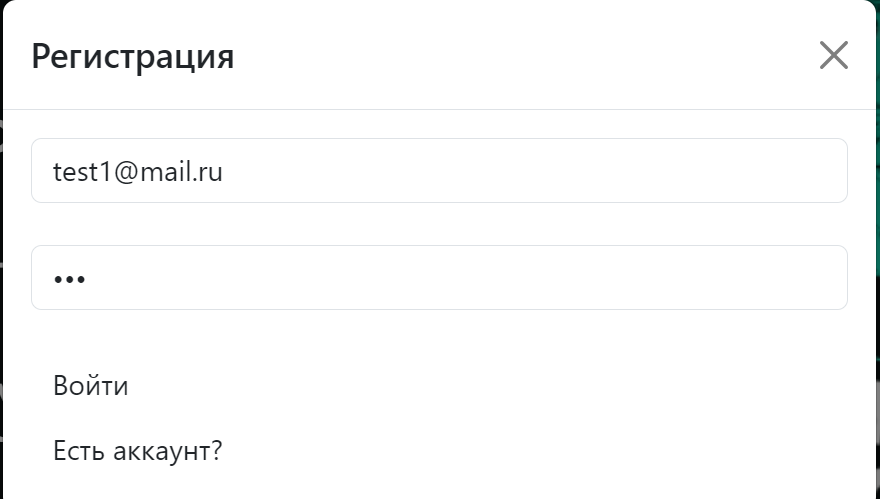 Регистрация
test1@mail.ru
•••
Войти
Есть аккаунт?